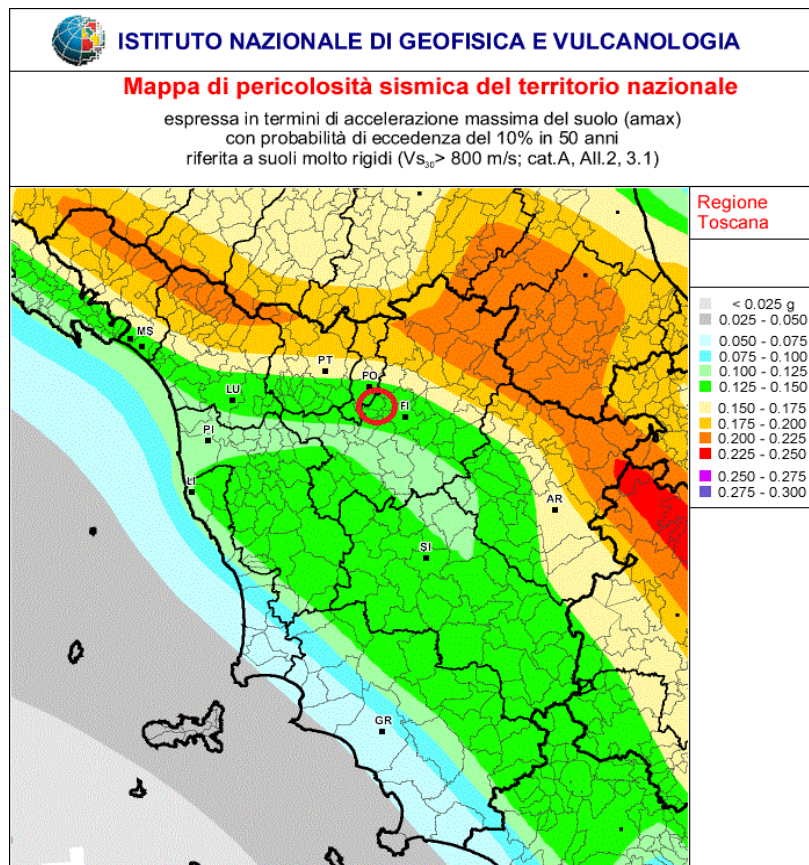 ISTITUTO NAZIONALE DI GEOFISICA E VULCANOLOGIA
Mappa di pericolosità sismica del territorio nazionale
espressa in termini di accelerazione massima del suolo (amax)
con probabilità di eccedenza del 10% in 50 anni
riferita a suoli molto rigidi (Vs₃₀> 800 m/s; cat.A, All.2, 3.1)
Regione
Toscana
< 0.025 g
0.025 - 0.050
0.050 - 0.075
0.075 - 0.100
0.100 - 0.125
0.125 - 0.150
0.150 - 0.175
0.175 - 0.200
0.200 - 0.225
0.225 - 0.250
0.250 - 0.275
0.275 - 0.300
MS
PT
PO
LU
FI
PI
LI
AR
SI
GR